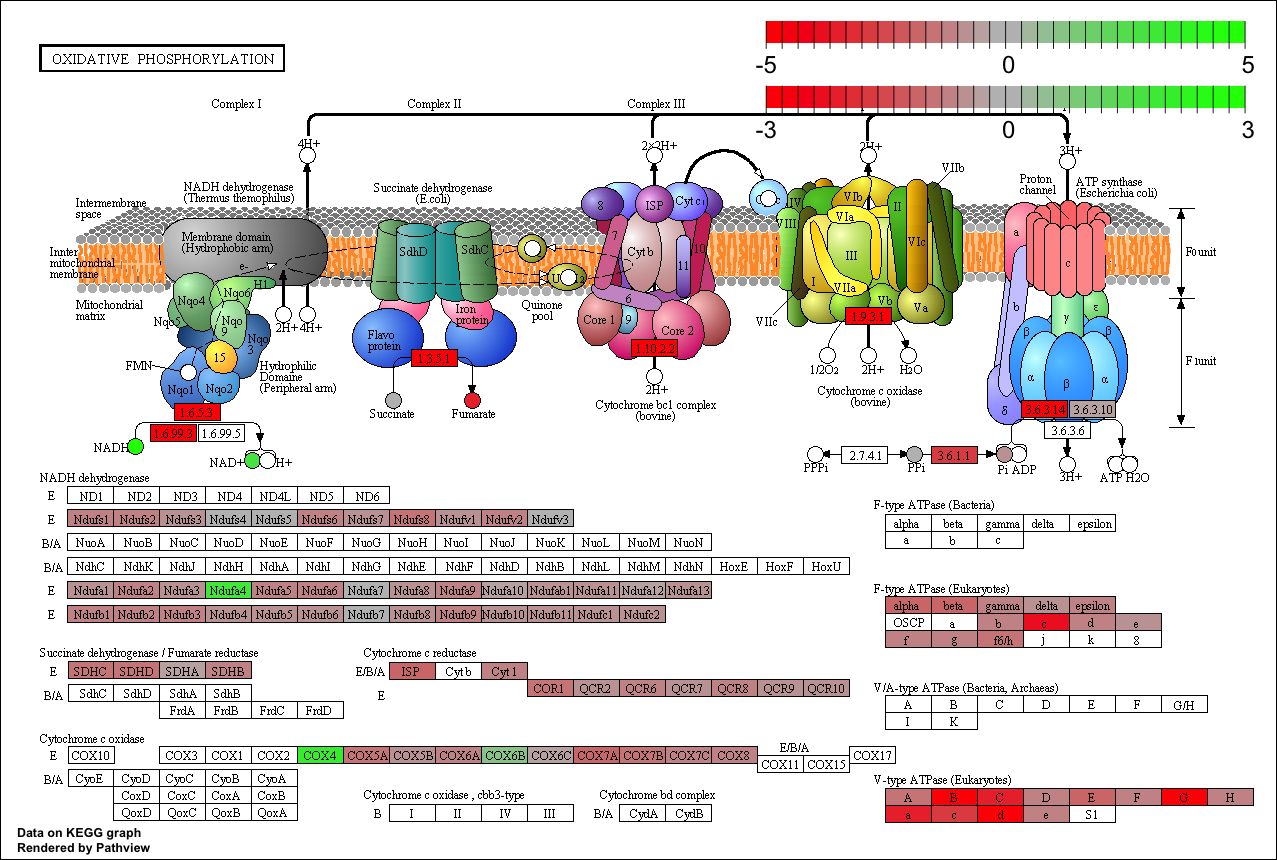 OXIDATIVE PHOSPHORYLATION
-5 0 5
-3 0 3
Complex I Complex II Complex III
4H+ 2×2H+ 2H+ 3H+
NADH dehydrogenase
(Thermus themophilus)
Succinate dehydrogenase
(E.coli)
Proton
channel
ATP synthase
(Escherichia coli)
Intermembrane
space
Innter
mitochondrial
membrane
Mitochondrial
matrix
Membrane domain
(Hydrophobic arm)
e-
H1
Nqo4
Nqo6
Nqo5
Nqo
9
Nqo
3
15
FMN
Nqo1
Nqo2
2H+ 4H+
Hydrophilic
Domaine
(Peripheral arm)
1.6.5.3
1.6.99.3 1.6.99.5
NADH
NAD+ H+
SdhD
SdhC
Iron
protein
Flavo
protein
1.3.5.1
Succinate
Fumarate
Quinone
pool
8
ISP
Cyt c1
7
Cyt b
11
10
6
Core 1
9
Core 2
1.10.2.2
2H+
Cytochrome bc1 complex
(bovine)
VIIb
IV
VIb
II
VIII
VIa
VIc
III
I
VIIa
VIIc
Vb
Va
1.9.3.1
1/2O2 2H+ H2O
Cytochrome c oxidase
(bovine)
a
c
b
γ
ε
β
β
α
β
α
δ
F0unit
F1unit
3.6.3.14 3.6.3.10
3.6.3.6
PPPi 2.7.4.1 PPi 3.6.1.1 Pi ADP
3H+
ATP H2O
NADH dehydrogenase
E ND1 ND2 ND3 ND4 ND4L ND5 ND6
E Ndufs1 Ndufs2 Ndufs3 Ndufs4 Ndufs5 Ndufs6 Ndufs7 Ndufs8 Ndufv1 Ndufv2 Ndufv3
B/A NuoA NuoB NuoC NuoD NuoE NuoF NuoG NuoH NuoI NuoJ NuoK NuoL NuoM NuoN
B/A NdhC NdhK NdhJ NdhH NdhA NdhI NdhG NdhE NdhF NdhD NdhB NdhL NdhM NdhN HoxE HoxF HoxU
E Ndufa1 Ndufa2 Ndufa3 Ndufa4 Ndufa5 Ndufa6 Ndufa7 Ndufa8 Ndufa9 Ndufa10 Ndufab1 Ndufa11 Ndufa12 Ndufa13
E Ndufb1 Ndufb2 Ndufb3 Ndufb4 Ndufb5 Ndufb6 Ndufb7 Ndufb8 Ndufb9 Ndufb10 Ndufb11 Ndufc1 Ndufc2
Succinate dehydrogenase / Fumarate reductase
E SDHC SDHD SDHA SDHB
B/A SdhC SdhD SdhA SdhB
FrdA FrdB FrdC FrdD
Cytochrome c reductase
E/B/A ISP Cyt b Cyt 1
E COR1 QCR2 QCR6 QCR7 QCR8 QCR9 QCR10
Cytochrome c oxidase
E COX10 COX3 COX1 COX2 COX4 COX5A COX5B COX6A COX6B COX6C COX7A COX7B COX7C COX8
E/B/A
COX11 COX15
COX17
B/A CyoE CyoD CyoC CyoB CyoA
CoxD CoxC CoxA CoxB
QoxD QoxC QoxB QoxA
Cytochrome c oxidase , cbb3-type
B I II IV III
Cytochrome bd complex
B/A CydA CydB
F-type ATPase (Bacteria)
alpha beta gamma delta epsilon
a b c
F-type ATPase (Eukaryotes)
alpha beta gamma delta epsilon
OSCP a b c d e
f g f6/h j k 8
V/A-type ATPase (Bacteria, Archaeas)
A B C D E F G/H
I K
V-type ATPase (Eukaryotes)
A B C D E F G H
a c d e S1
Data on KEGG graph
Rendered by Pathview